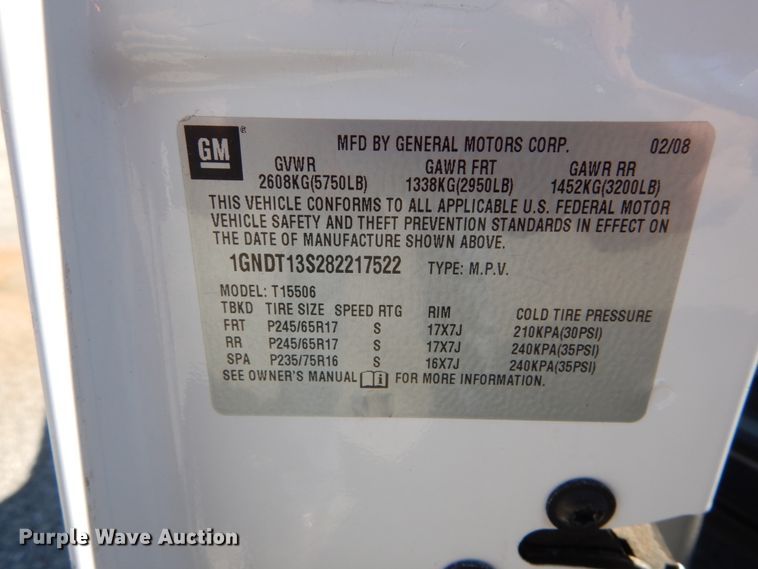 GM® MFD BY GENERAL MOTORS CORP. 02/08
GVWR GAWR FRT GAWR RR
2608KG(5750LB) 1338KG(2950LB) 1452KG(3200LB)
THIS VEHICLE CONFORMS TO ALL APPLICABLE U.S. FEDERAL MOTOR
VEHICLE SAFETY AND THEFT PREVENTION STANDARDS IN EFFECT ON
THE DATE OF MANUFACTURE SHOWN ABOVE.
1GNDT13S282217522 TYPE: M.P.V.
MODEL: T15506
TBKD TIRE SIZE SPEED RTG RIM COLD TIRE PRESSURE
FRT P245/65R17 S 17X7J 210KPA(30PSI)
RR P245/65R17 S 17X7J 240KPA(35PSI)
SPA P235/75R16 S 16X7J 240KPA(35PSI)
SEE OWNER'S MANUAL i FOR MORE INFORMATION.
Purple Wave Auction